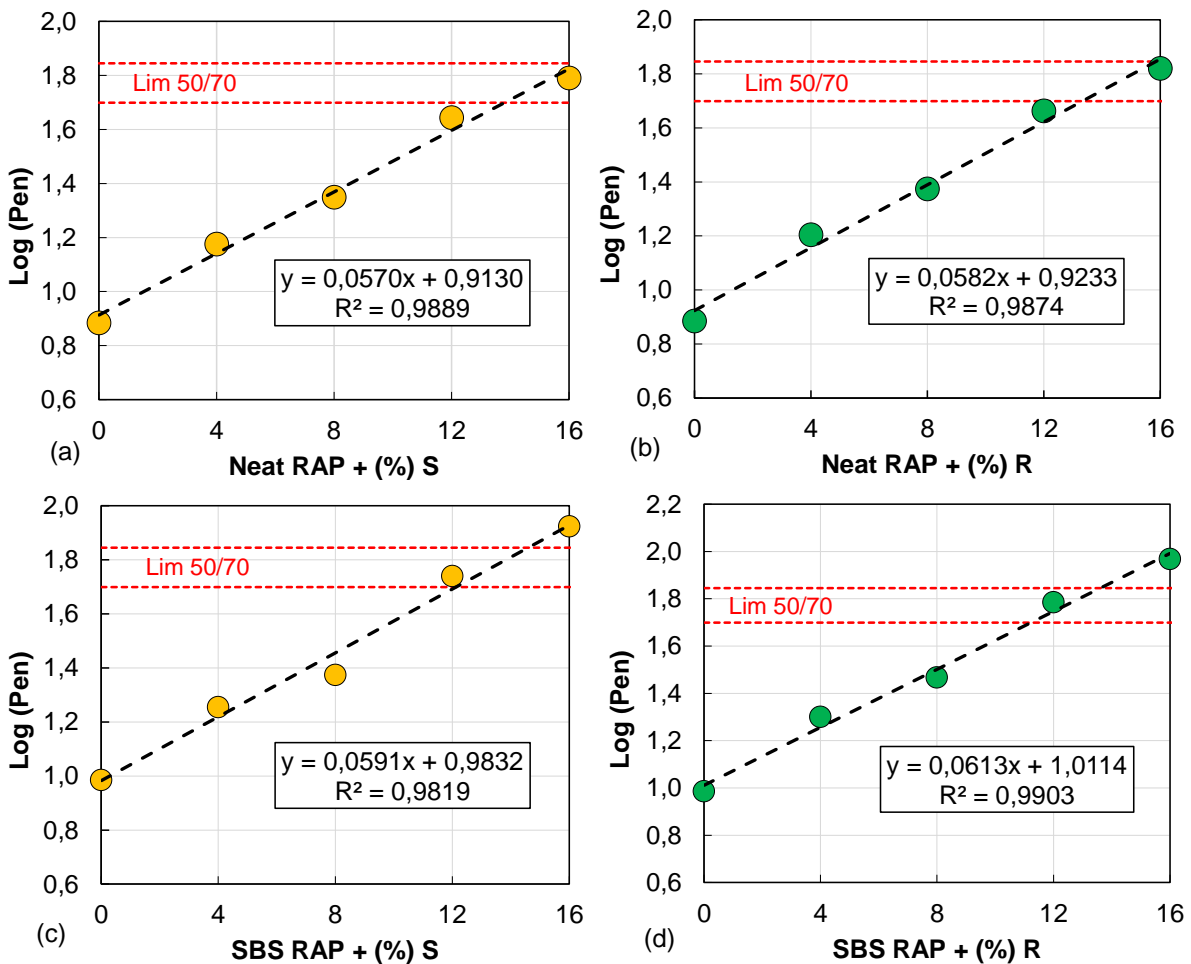 2,0
1,8
1,6
1,4
1,2
1,0
0,8
0,6
Log (Pen)
Lim 50/70
y = 0,0570x + 0,9130
R² = 0,9889
0 4 8 12 16
(a)
Neat RAP + (%) S
2,0
1,8
1,6
1,4
1,2
1,0
0,8
0,6
Log (Pen)
Lim 50/70
y = 0,0582x + 0,9233
R² = 0,9874
0 4 8 12 16
(b)
Neat RAP + (%) R
2,0
1,8
1,6
1,4
1,2
1,0
0,8
0,6
Log (Pen)
Lim 50/70
y = 0,0591x + 0,9832
R² = 0,9819
0 4 8 12 16
(c)
SBS RAP + (%) S
2,2
2,0
1,8
1,6
1,4
1,2
1,0
0,8
0,6
Log (Pen)
Lim 50/70
y = 0,0613x + 1,0114
R² = 0,9903
0 4 8 12 16
(d)
SBS RAP + (%) R